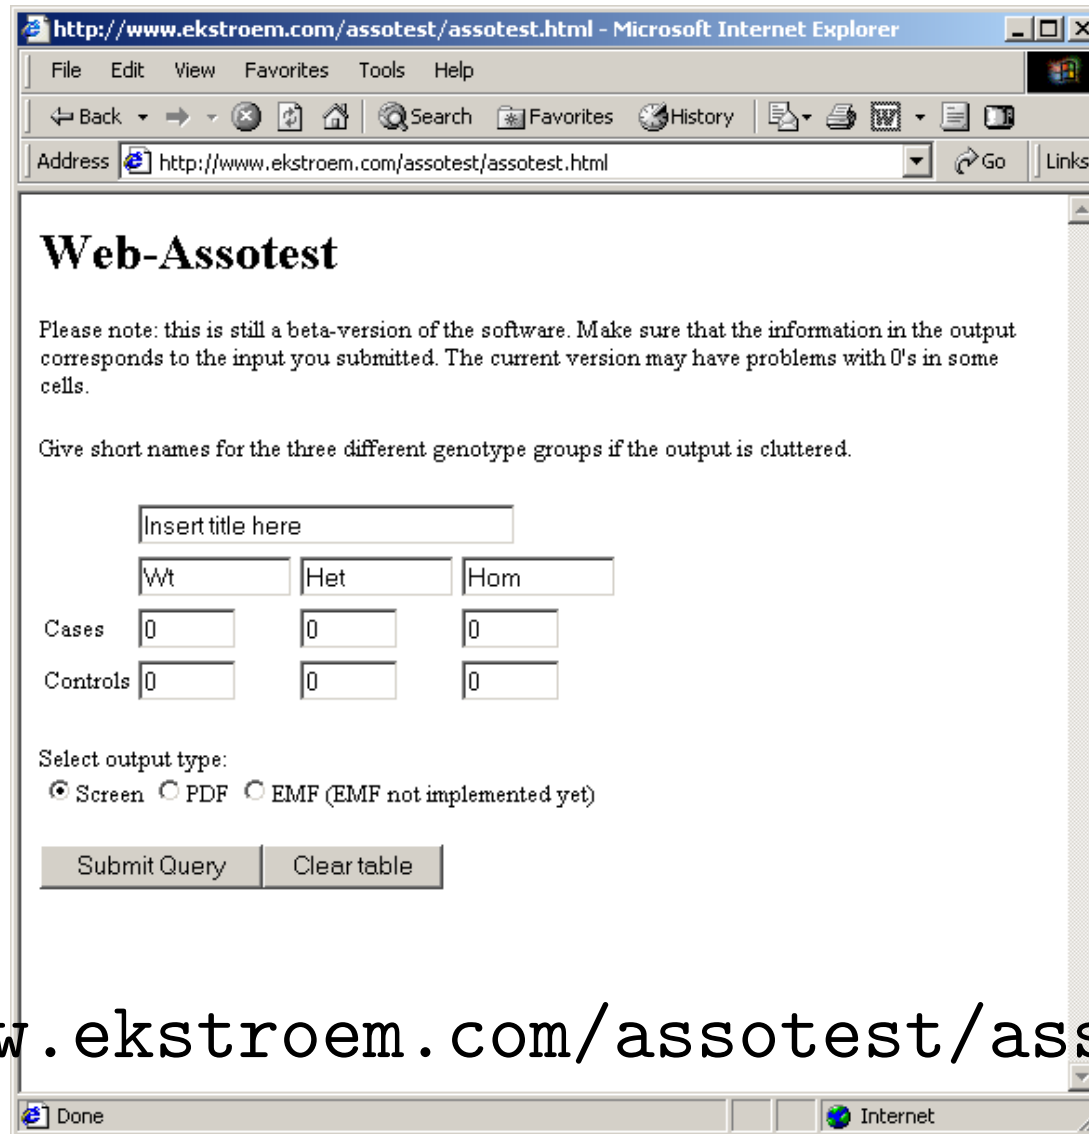 http://www.ekstroem.com/assotest/assotest.html - Microsoft Internet Explorer
File Edit View Favorites Tools Help
Back Search Favorites History
Address http://www.ekstroem.com/assotest/assotest.html Go Links
Web-Assotest
Please note: this is still a beta-version of the software. Make sure that the information in the output
corresponds to the input you submitted. The current version may have problems with 0's in some
cells.
Give short names for the three different genotype groups if the output is cluttered.
Insert title here
Wt Het Hom
Cases 0 0 0
Controls 0 0 0
Select output type:
Screen PDF EMF (EMF not implemented yet)
Submit Query Clear table
w.ekstroem.com/assotest/ass
Done Internet